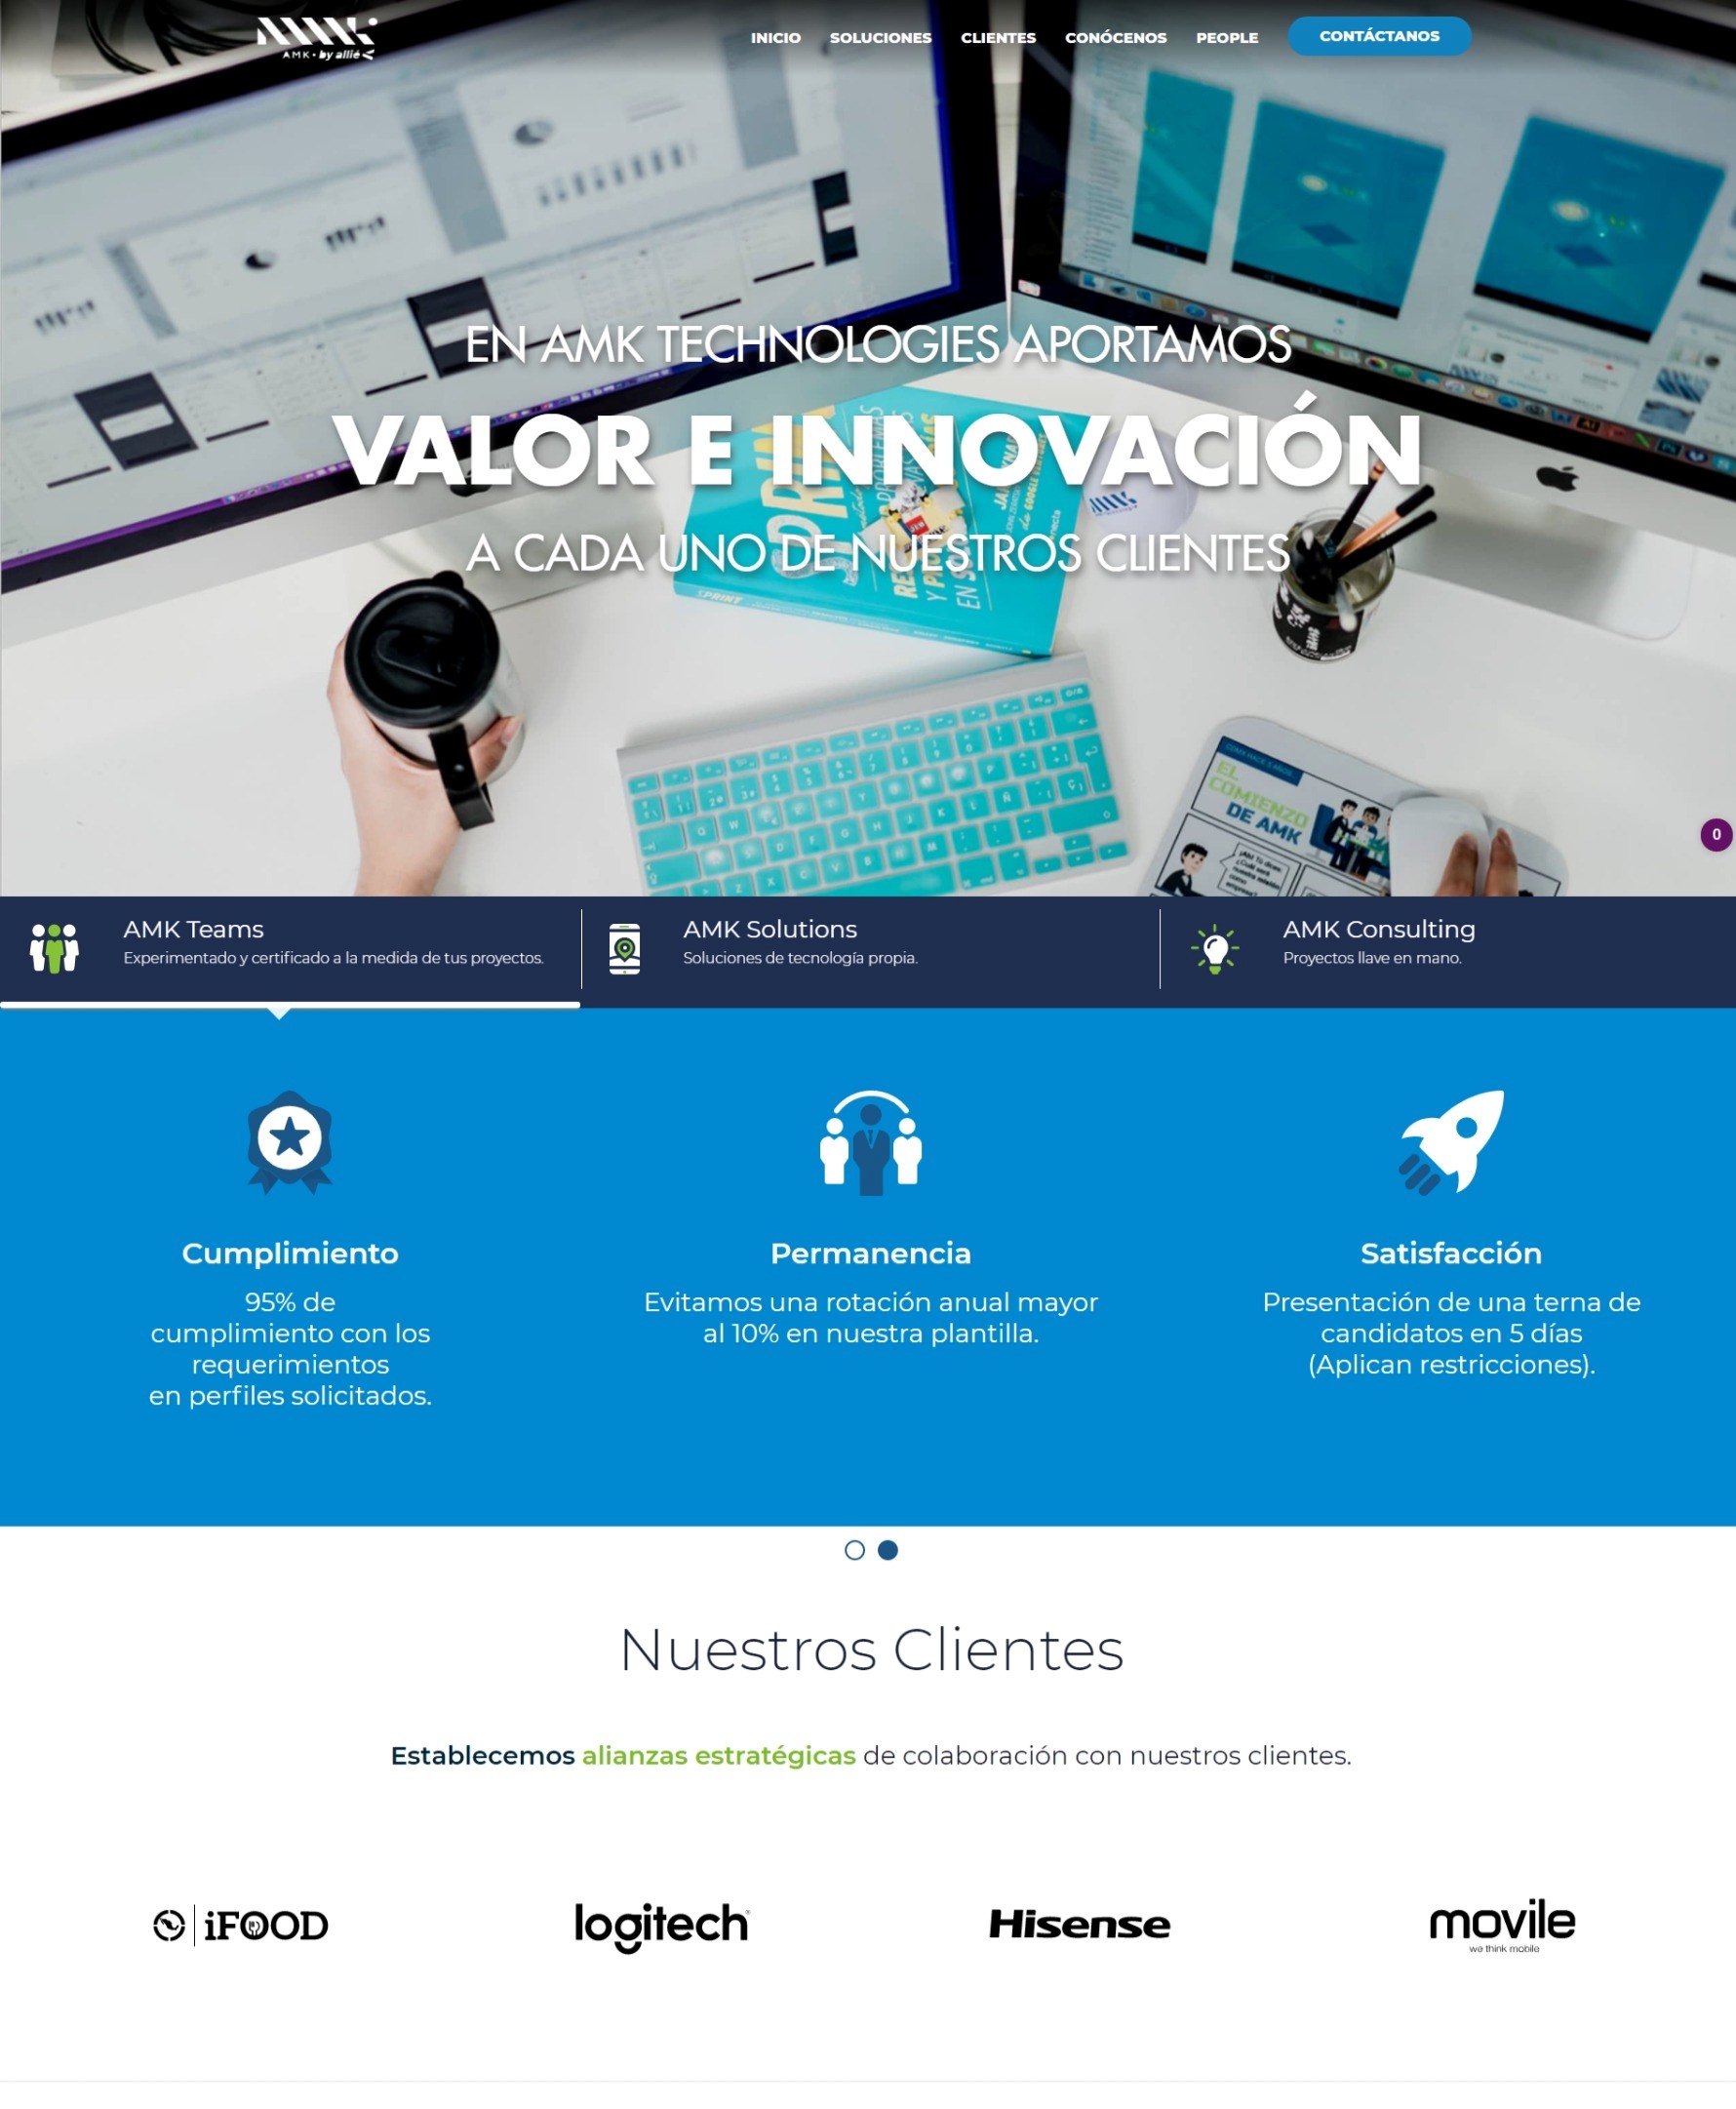 AMK • by allié
INICIO SOLUCIONES CLIENTES CONÓCENOS PEOPLE CONTÁCTANOS
EN AMK TECHNOLOGIES APORTAMOS
VALOR E INNOVACIÓN
A CADA UNO DE NUESTROS CLIENTES
SPRINT
EL
COMIENZO
DE AMK
0
AMK Teams
Experimentado y certificado a la medida de tus proyectos.
AMK Solutions
Soluciones de tecnología propia.
AMK Consulting
Proyectos llave en mano.
Cumplimiento
95% de
cumplimiento con los
requerimientos
en perfiles solicitados.
Permanencia
Evitamos una rotación anual mayor
al 10% en nuestra plantilla.
Satisfacción
Presentación de una terna de
candidatos en 5 días
(Aplican restricciones).
Nuestros Clientes
Establecemos alianzas estratégicas de colaboración con nuestros clientes.
iFOOD
logitech
Hisense
movile
we think mobile